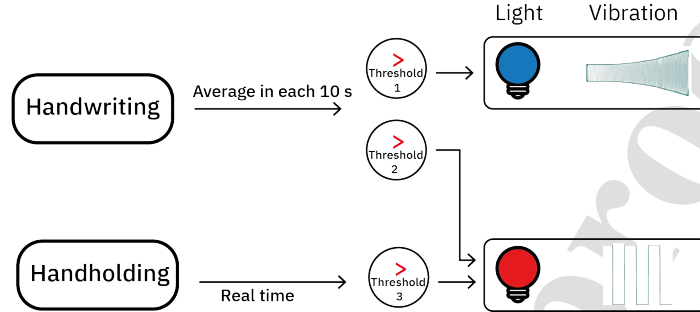 Light Vibration
Average in each 10 s
Handwriting
>
Threshold
1
>
Threshold
2
Handholding
Real time
>
Threshold
3